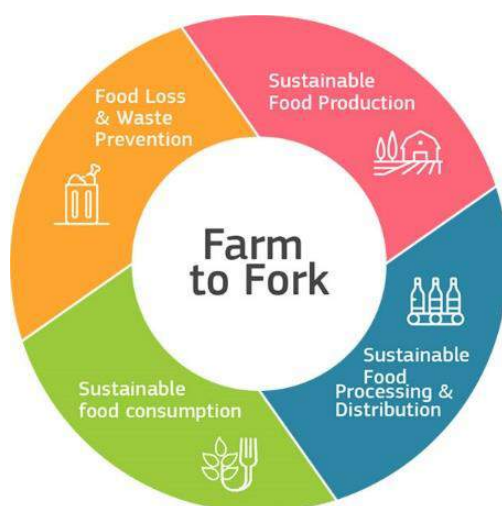 Farm
to Fork
Sustainable
Food Production
Sustainable
Food
Processing &
Distribution
Sustainable
food consumption
Food Loss
& Waste
Prevention